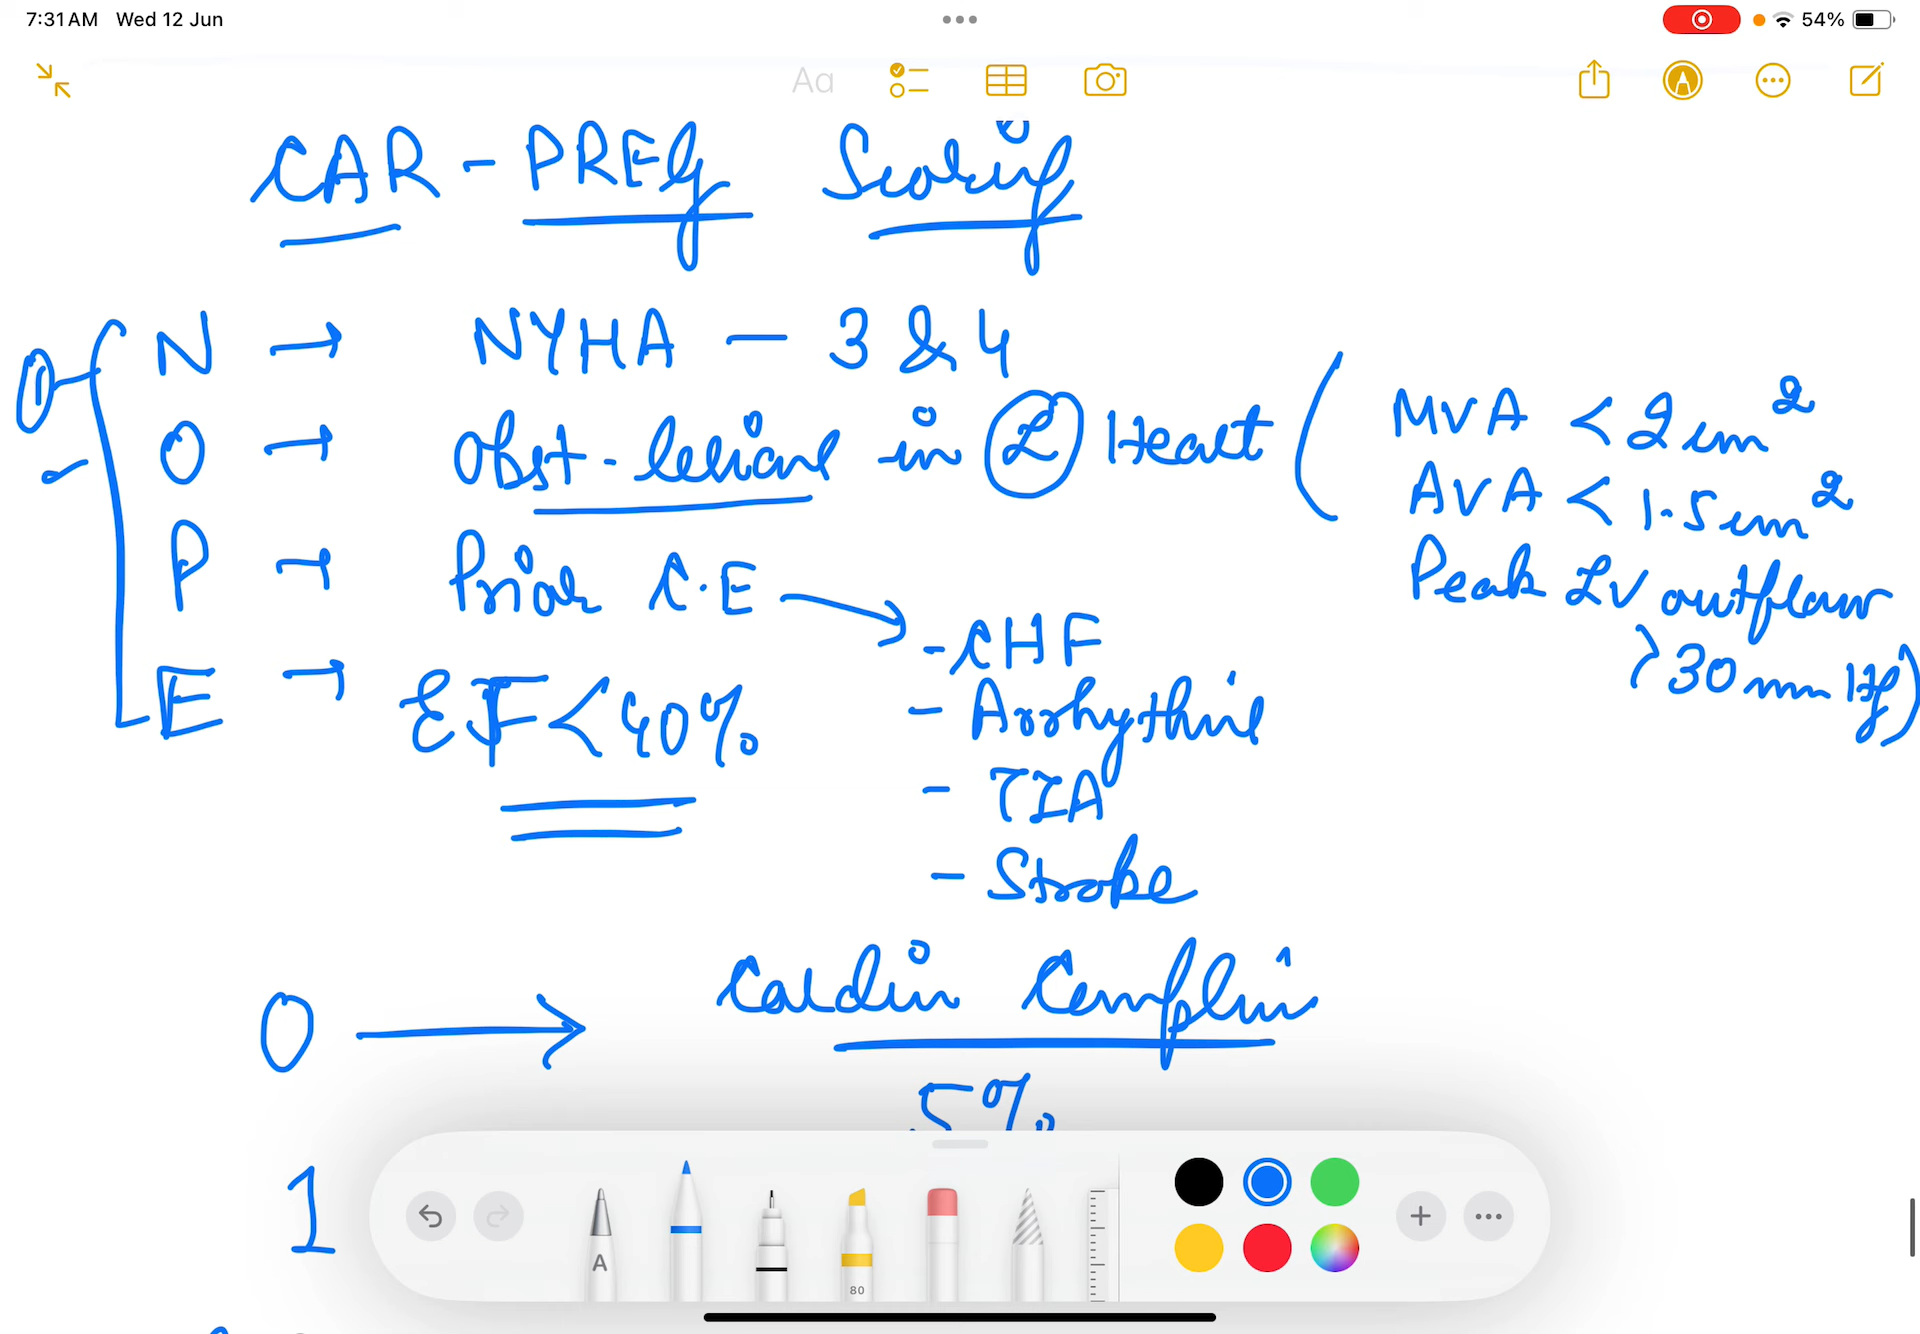 7:31 AM Wed 12 Jun
54%
Aa
CAR - PREG Scoring
N → NYHA - 3 & 4
O → Obst. lesions in L Heart ( MVA < 2 cm²
AVA < 1.5 cm²
Peak LV outflow
> 30 mm Hg)
P → Prior C.E →
- CHF
- Arrhythmia
- TIA
- Stroke
E → EF < 40%
Cardiac Complin
0 → 5%
1
A
80